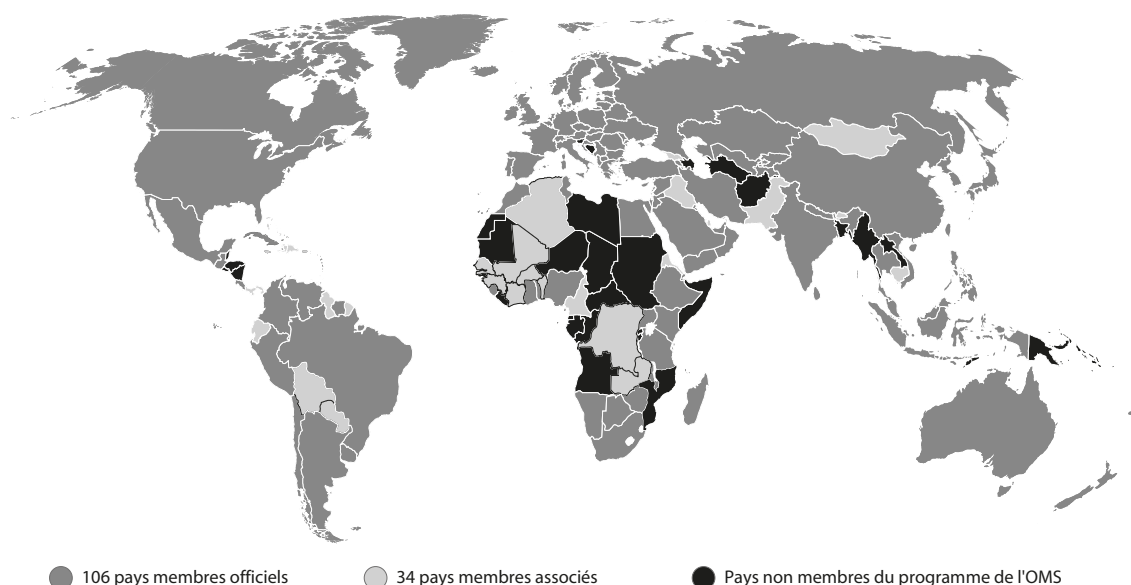 106 pays membres officiels
34 pays membres associés
Pays non membres du programme de l'OMS